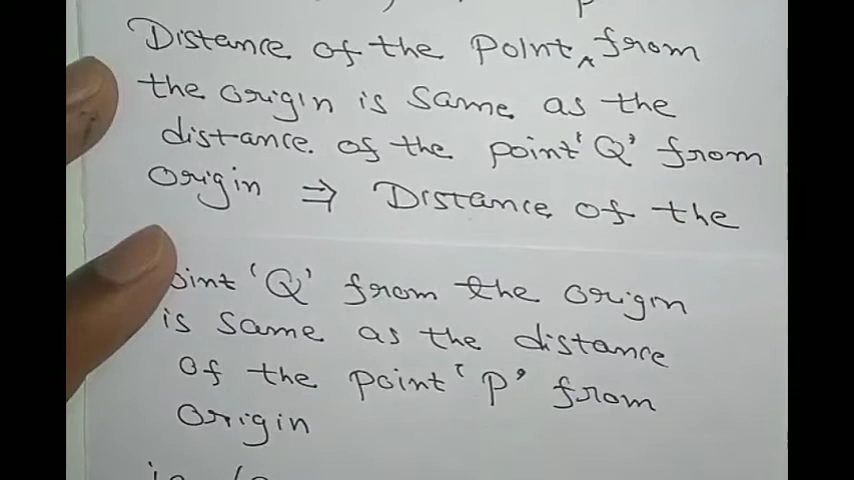 P
Distance of the point ^ from
the origin is same as the
distance of the point 'Q' from
origin ⇒ Distance of the
oint 'Q' from the origin
is same as the distance
of the point 'P' from
origin